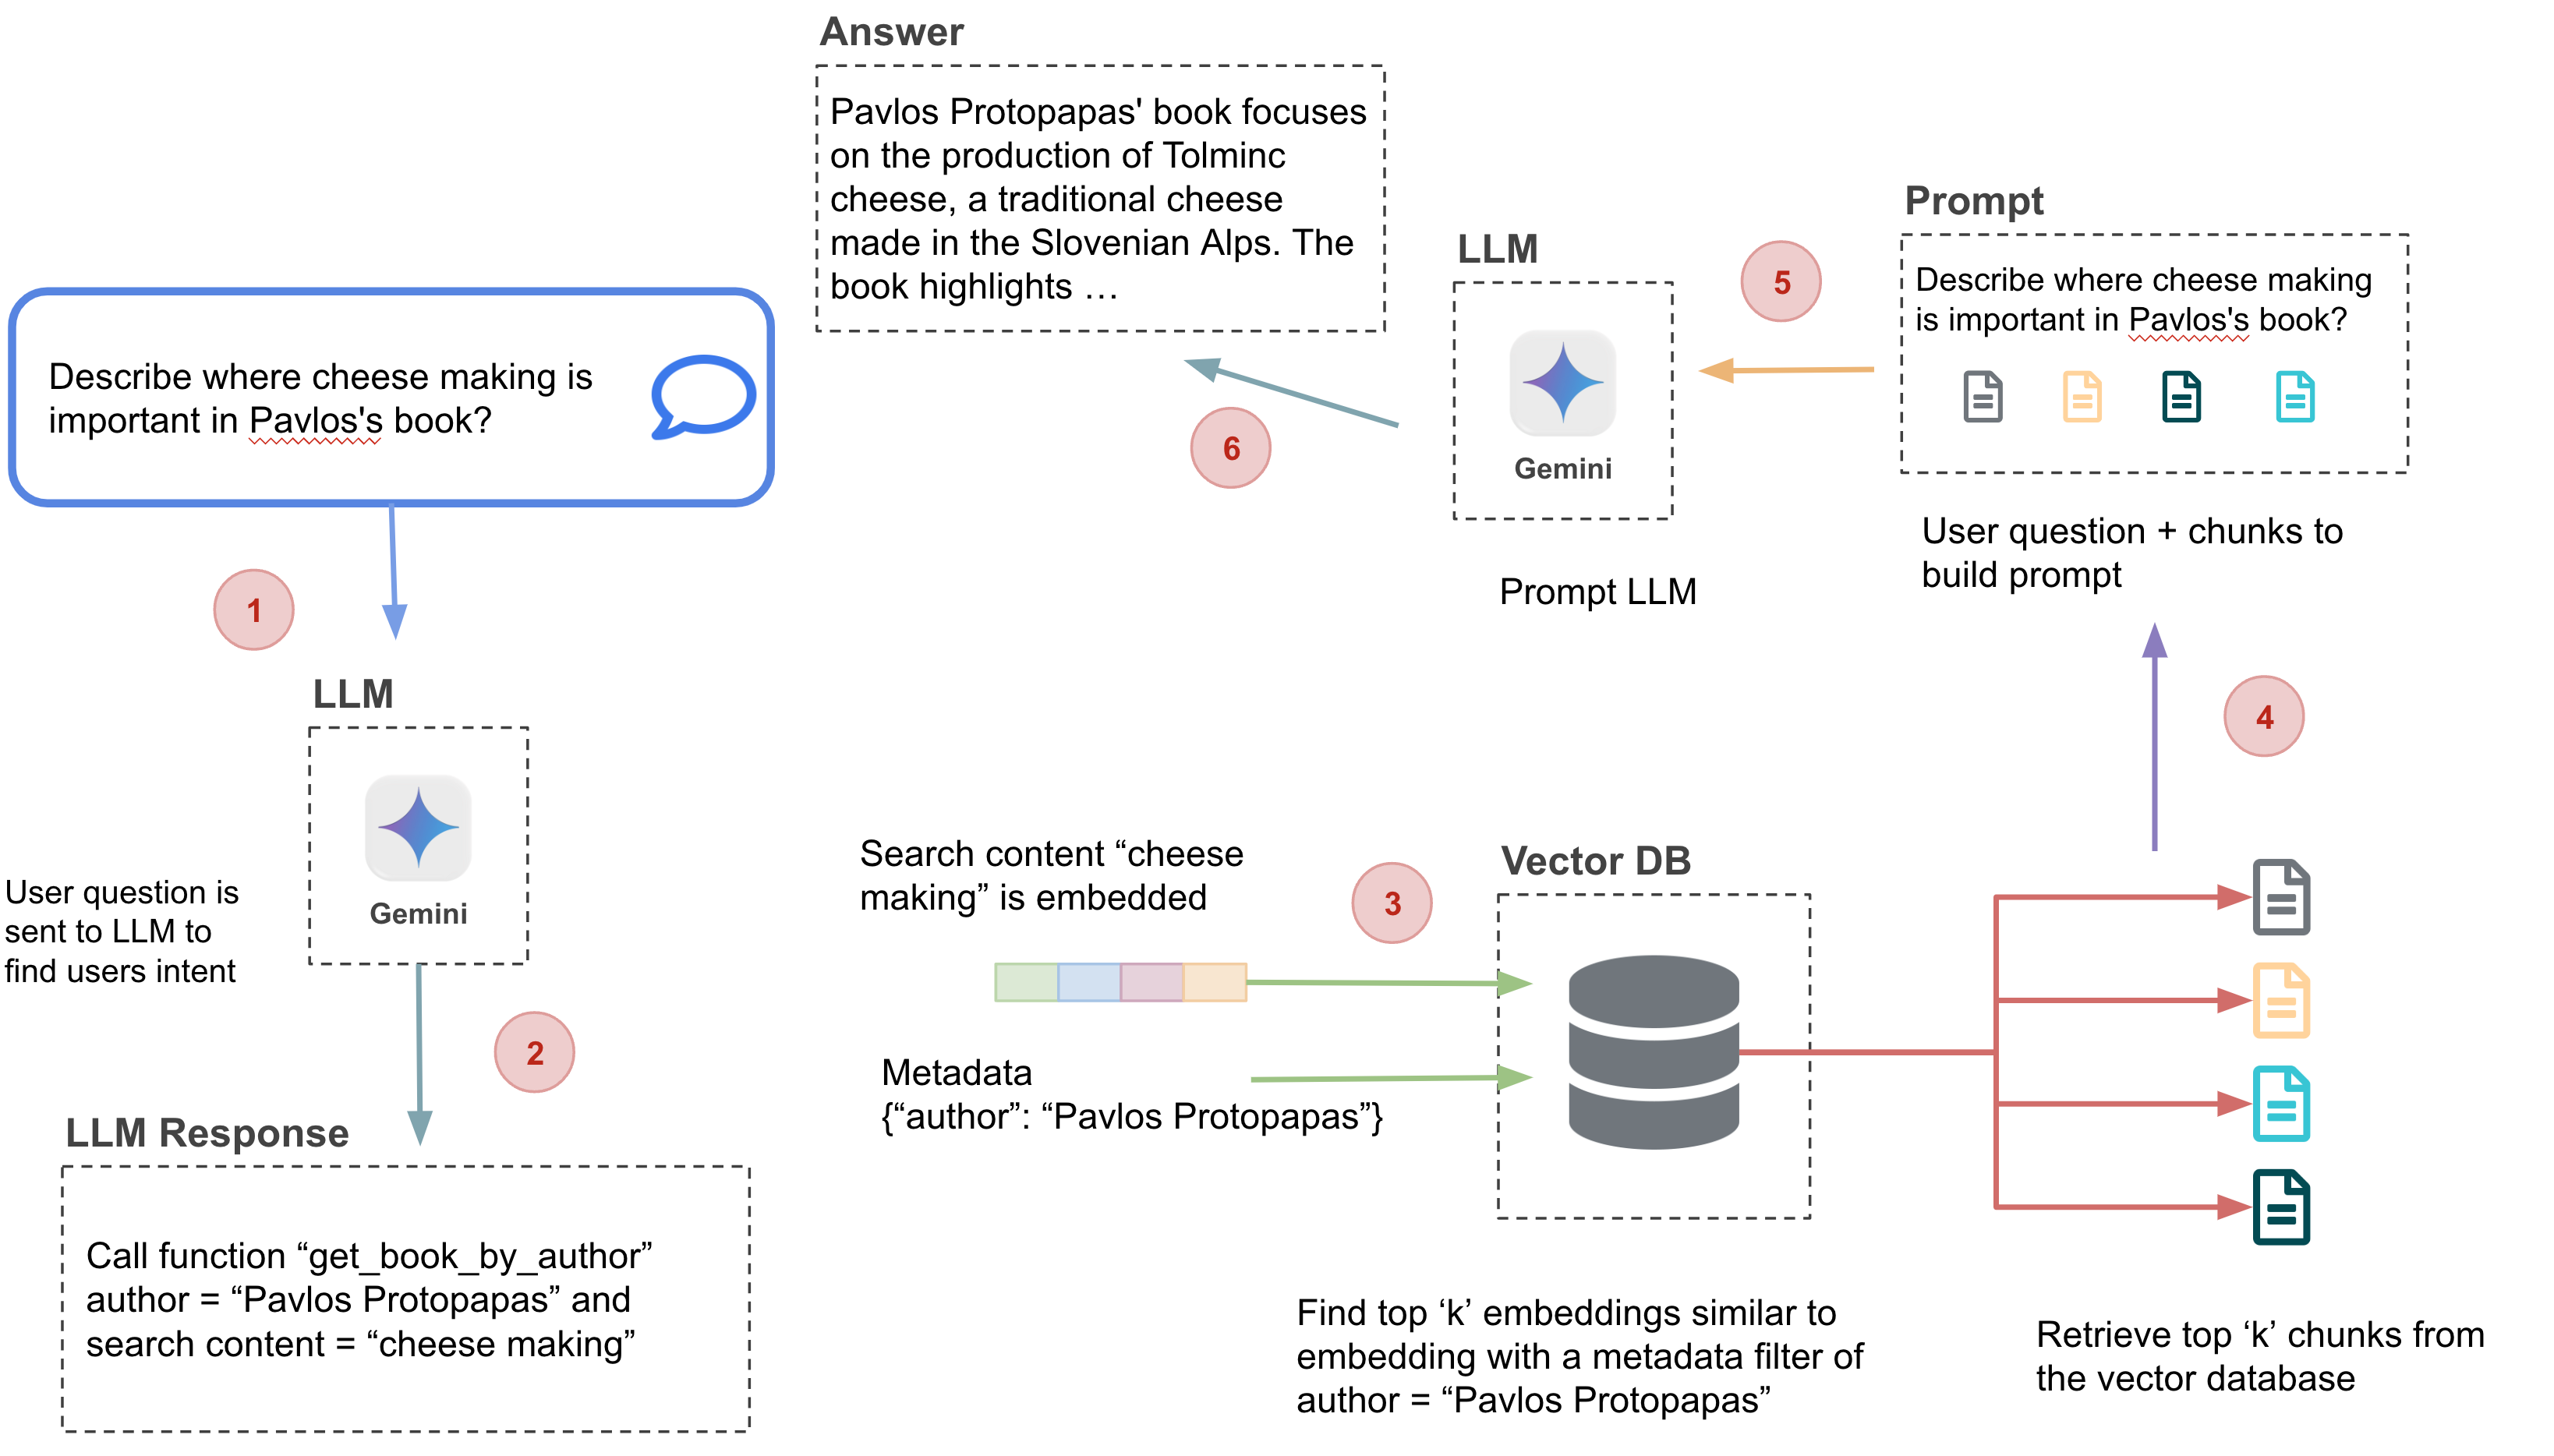 Describe where cheese making is
important in Pavlos's book?
1
LLM
Gemini
User question is
sent to LLM to
find users intent
2
LLM Response
Call function “get_book_by_author”
author = “Pavlos Protopapas” and
search content = “cheese making”
Search content “cheese
making” is embedded
3
Metadata
{“author”: “Pavlos Protopapas”}
Vector DB
Find top ‘k’ embeddings similar to
embedding with a metadata filter of
author = “Pavlos Protopapas”
Retrieve top ‘k’ chunks from
the vector database
4
User question + chunks to
build prompt
Prompt
Describe where cheese making
is important in Pavlos's book?
5
LLM
Gemini
Prompt LLM
6
Answer
Pavlos Protopapas' book focuses
on the production of Tolminc
cheese, a traditional cheese
made in the Slovenian Alps. The
book highlights …